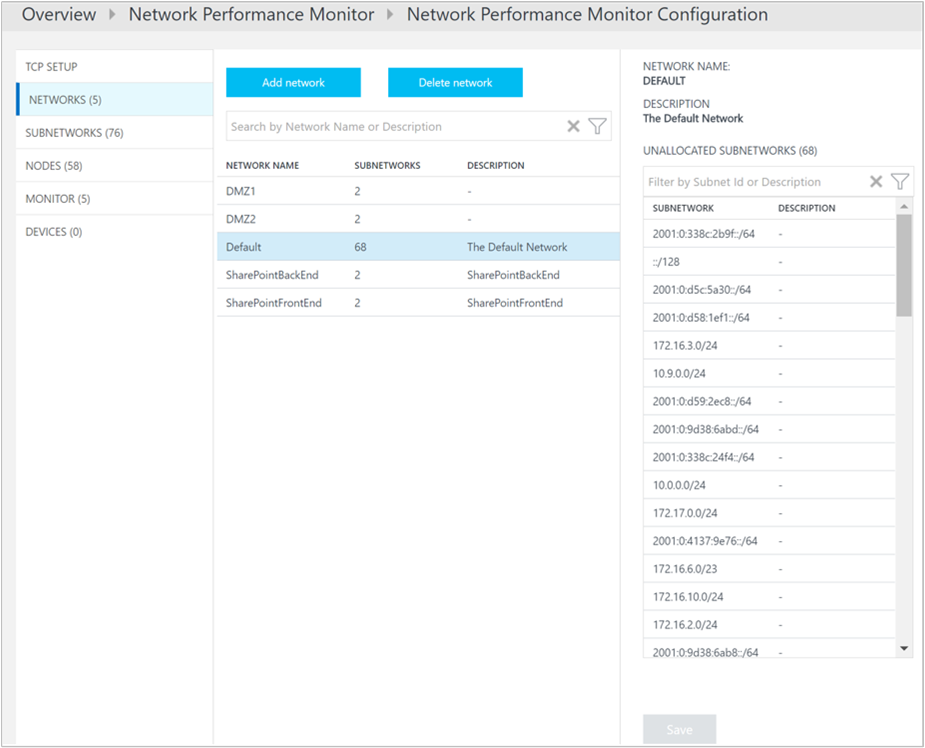 Overview Network Performance Monitor Network Performance Monitor Configuration
TCP SETUP
NETWORKS (5)
SUBNETWORKS (76)
NODES (58)
MONITOR (5)
DEVICES (0)
Add network Delete network
Search by Network Name or Description
NETWORK NAME SUBNETWORKS DESCRIPTION
DMZ1 2 -
DMZ2 2 -
Default 68 The Default Network
SharePointBackEnd 2 SharePointBackEnd
SharePointFrontEnd 2 SharePointFrontEnd
NETWORK NAME:
DEFAULT
DESCRIPTION
The Default Network
UNALLOCATED SUBNETWORKS (68)
Filter by Subnet Id or Description
SUBNETWORK DESCRIPTION
2001:0:338c:2b9f::/64 -
::/128 -
2001:0:d5c:5a30::/64 -
2001:0:d58:1ef1::/64 -
172.16.3.0/24 -
10.9.0.0/24 -
2001:0:d59:2ec8::/64 -
2001:0:9d38:6abd::/64 -
2001:0:338c:24f4::/64 -
10.0.0.0/24 -
172.17.0.0/24 -
2001:0:4137:9e76::/64 -
172.16.6.0/23 -
172.16.10.0/24 -
172.16.2.0/24 -
2001:0:9d38:6ab8::/64 -
Save